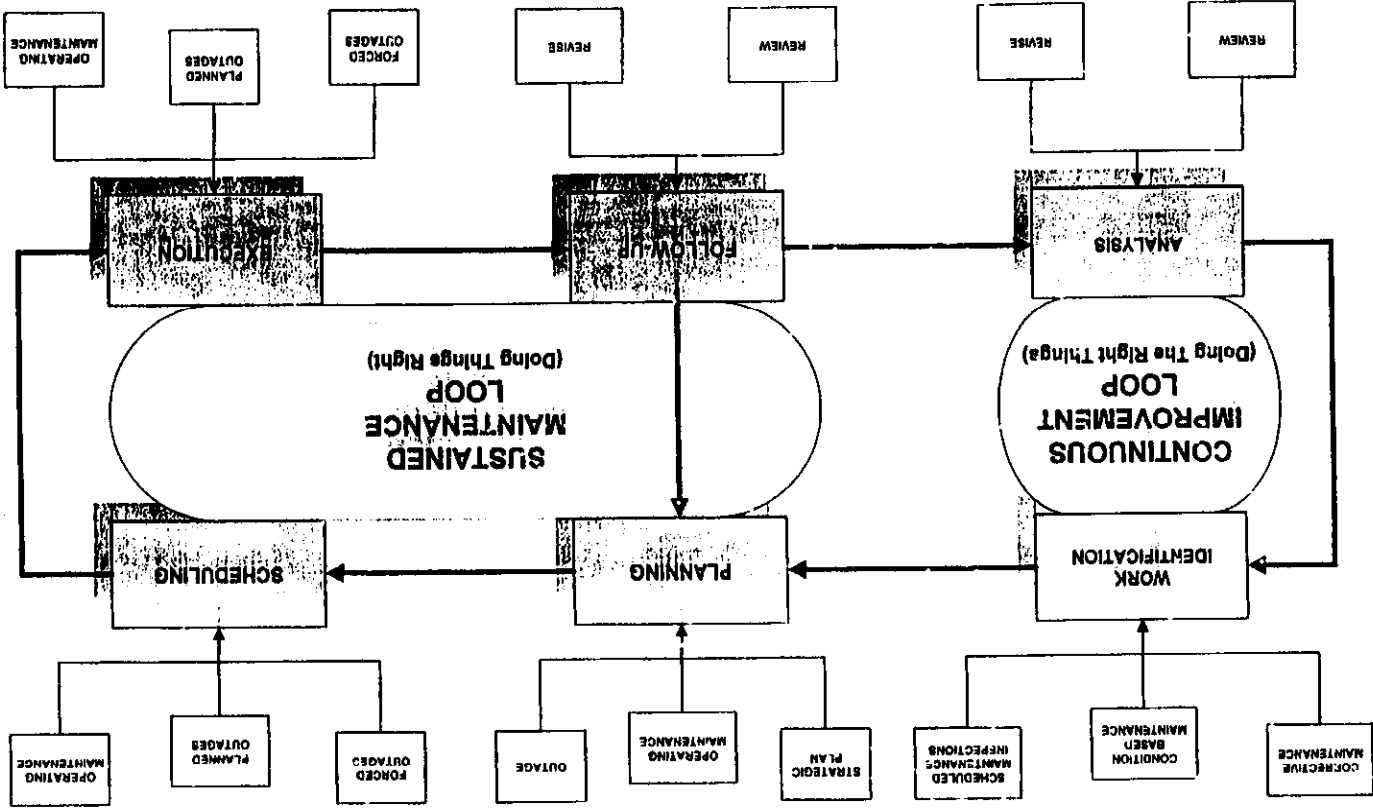 CORRECTIVE
MAINTENANCE
CONDITION
BASED
MAINTENANCE
SCHEDULED
MAINTENANCE
INSPECTIONS
STRATEGIC
PLAN
OPERATING
MAINTENANCE
OUTAGE
FORCED
OUTAGES
PLANNED
OUTAGES
OPERATING
MAINTENANCE
WORK
IDENTIFICATION
PLANNING
SCHEDULING
CONTINUOUS
IMPROVEMENT
LOOP
(Doing The Right Things)
SUSTAINED
MAINTENANCE
LOOP
(Doing Things Right)
ANALYSIS
FOLLOW-UP
EXECUTION
REVIEW
REVISE
REVIEW
REVISE
FORCED
OUTAGES
PLANNED
OUTAGES
OPERATING
MAINTENANCE